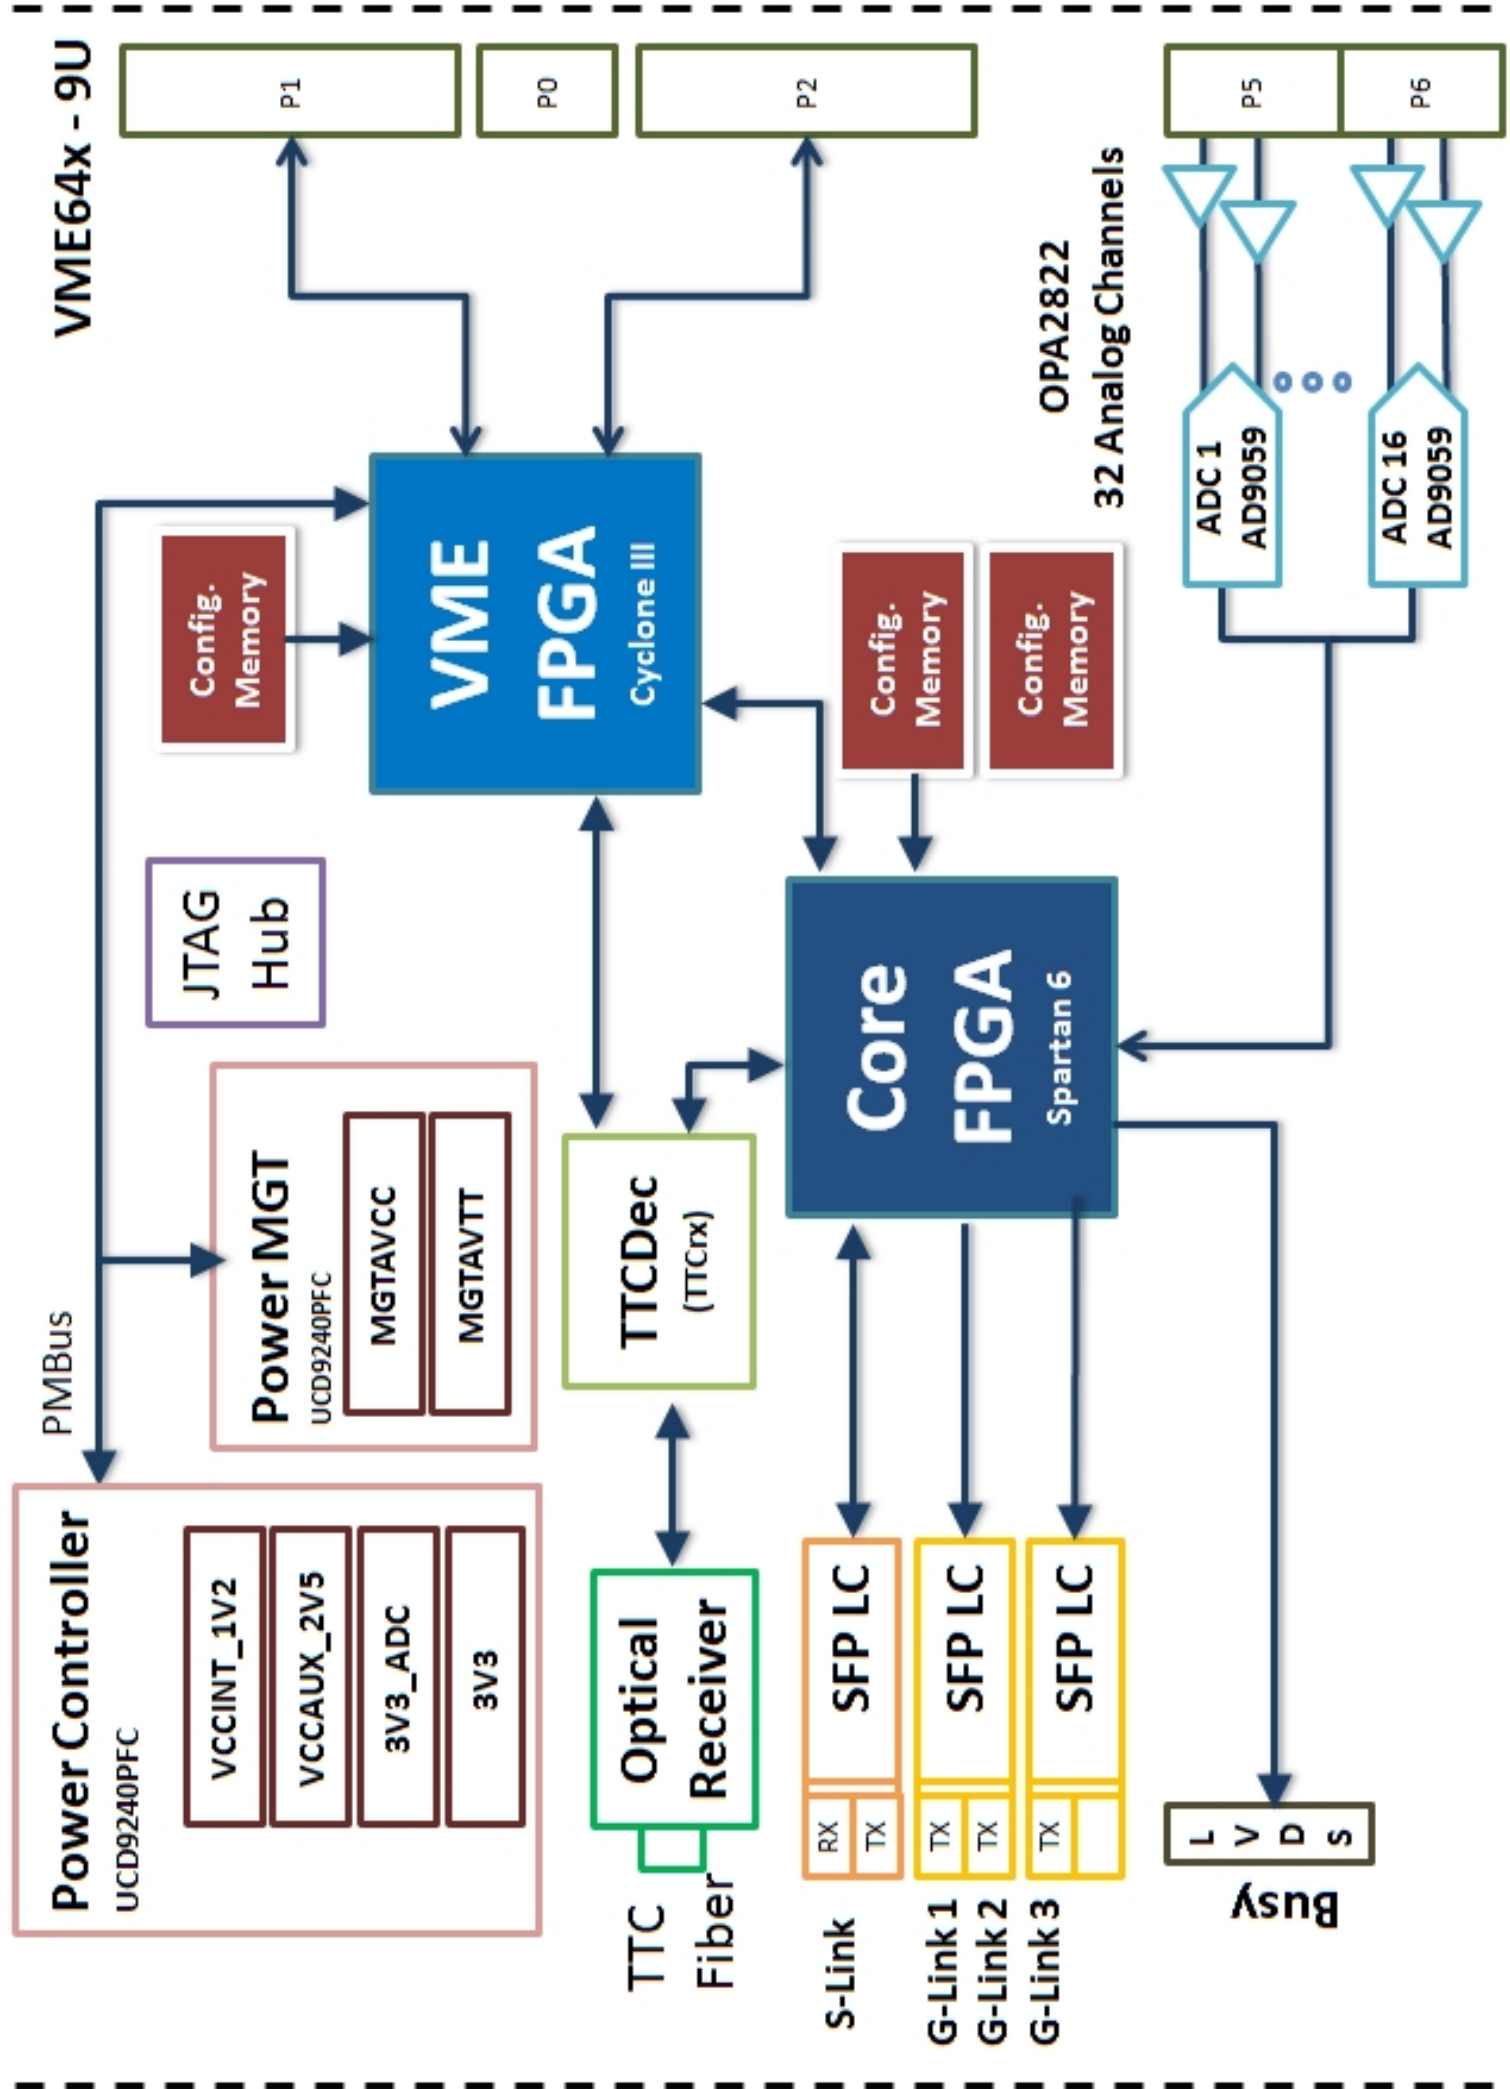 PMBus
VME64x - 9U
Power Controller
UCD9240PFC
VCCINT_1V2
VCCAUX_2V5
3V3_ADC
3V3
Power MGT
UCD9240PFC
MGTAVCC
MGTAVTT
JTAG
Hub
Config.
Memory
P1
P0
P2
VME
FPGA
Cyclone III
TTC
Fiber
Optical
Receiver
TTCDec
(TTCrx)
Core
FPGA
Spartan 6
Config.
Memory
Config.
Memory
S-Link
RX
TX
SFP LC
G-Link 1
G-Link 2
TX
TX
SFP LC
G-Link 3
TX
SFP LC
OPA2822
32 Analog Channels
ADC 1
AD9059
ADC 16
AD9059
P5
P6
Busy
L
V
D
S